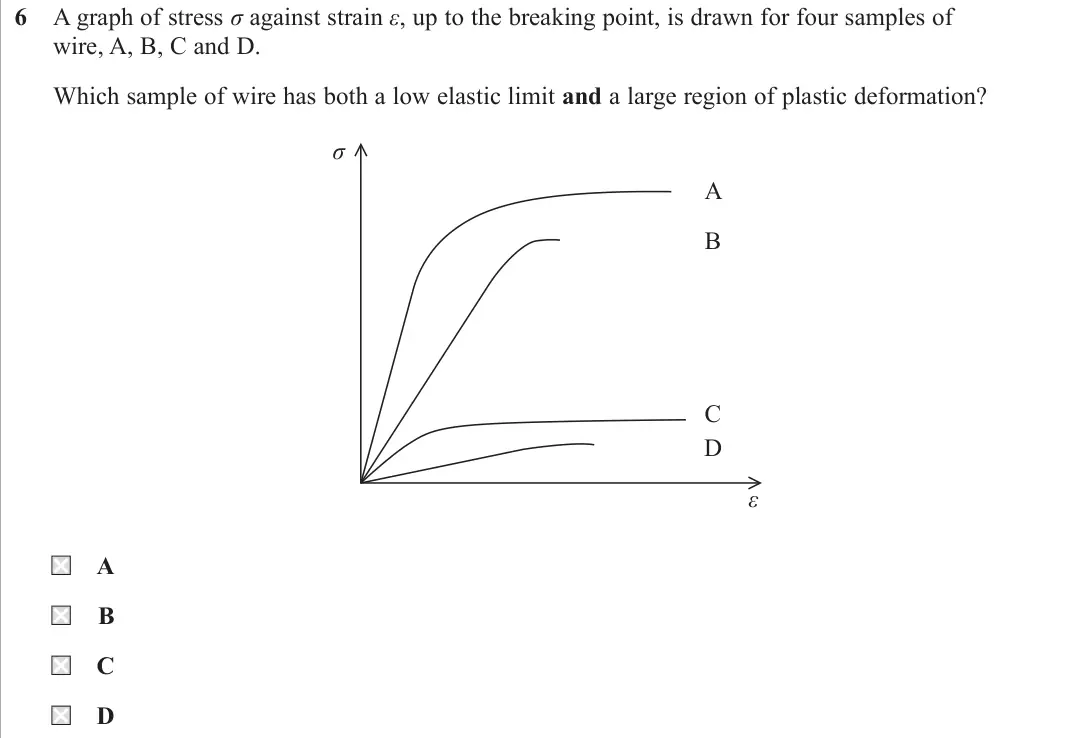 6 A graph of stress σ against strain ε, up to the breaking point, is drawn for four samples of
wire, A, B, C and D.
Which sample of wire has both a low elastic limit and a large region of plastic deformation?
σ
A
B
C
D
ε
A
B
C
D